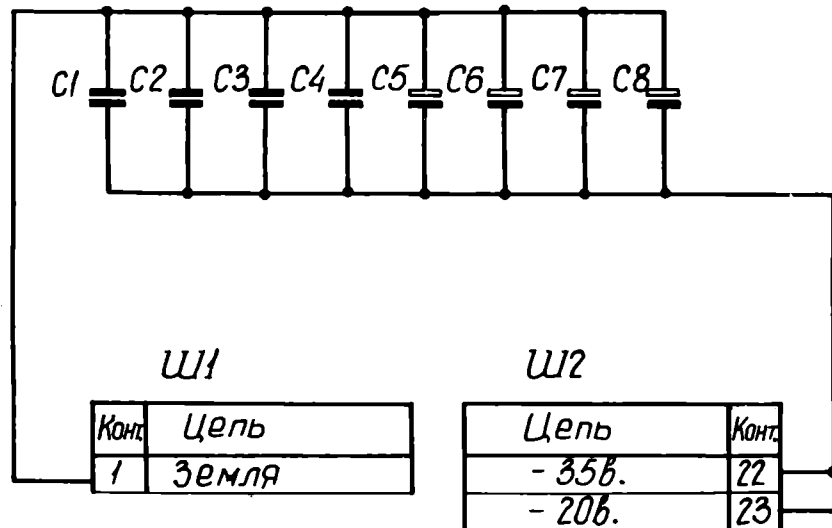 C1 C2 C3 C4 C5 C6 C7 C8
Ш1
Конт. Цепь
1 Земля
Ш2
Цепь Конт.
- 35в. 22
- 20в. 23